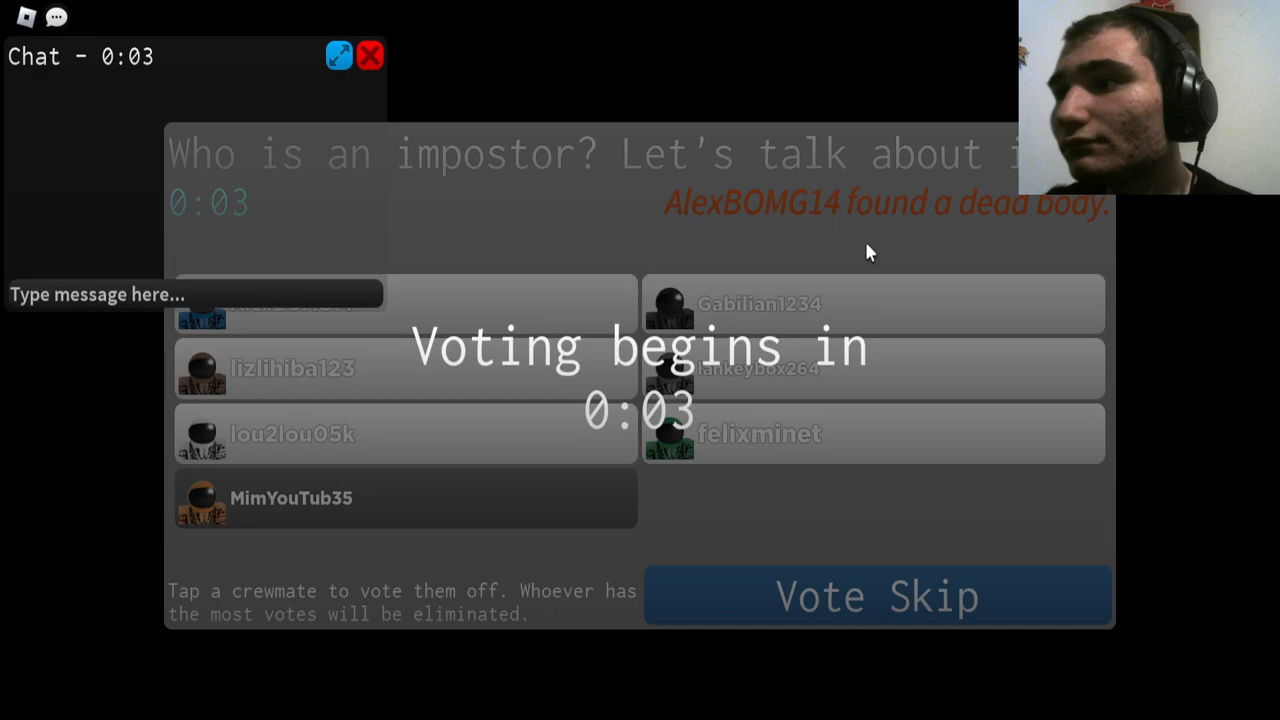 Chat - 0:03
Who is an impostor? Let's talk about
0:03
AlexBOMG14 found a dead body.
Type message here...
Gabilian1234
lizlihiba123
lankeybox264
lou2lou05k
felixminet
MimYouTub35
Voting begins in
0:03
Tap a crewmate to vote them off. Whoever has
the most votes will be eliminated.
Vote Skip